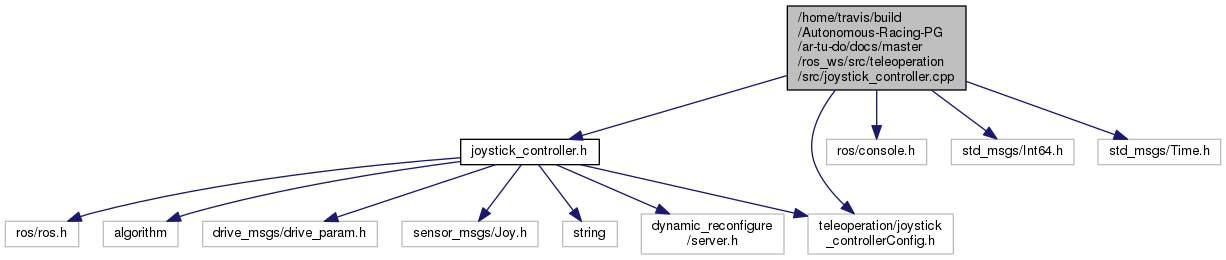 /home/travis/build
/Autonomous-Racing-PG
/ar-tu-do/docs/master
/ros_ws/src/teleoperation
/src/joystick_controller.cpp
joystick_controller.h
ros/console.h
std_msgs/Int64.h
std_msgs/Time.h
ros/ros.h
algorithm
drive_msgs/drive_param.h
sensor_msgs/Joy.h
string
dynamic_reconfigure
/server.h
teleoperation/joystick
_controllerConfig.h